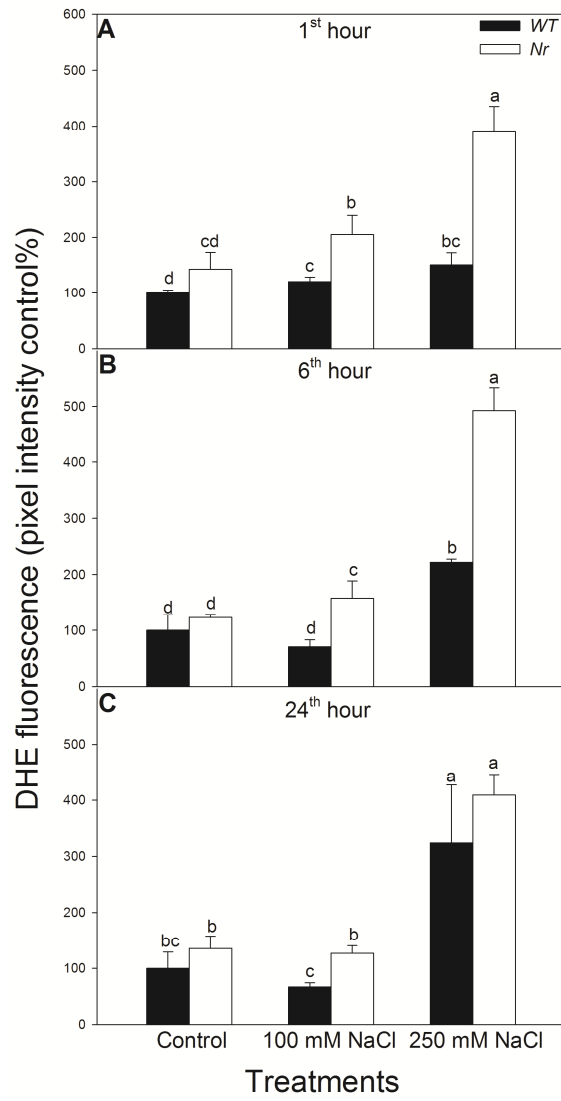 DHE fluorescence (pixel intensity control%)
A
1st hour
WT
Nr
600
500
400
300
200
100
0
d
cd
c
b
bc
a
B
6th hour
500
400
300
200
100
0
d
d
d
c
b
a
C
24th hour
500
400
300
200
100
0
bc
b
c
b
a
a
Control
100 mM NaCl
250 mM NaCl
Treatments